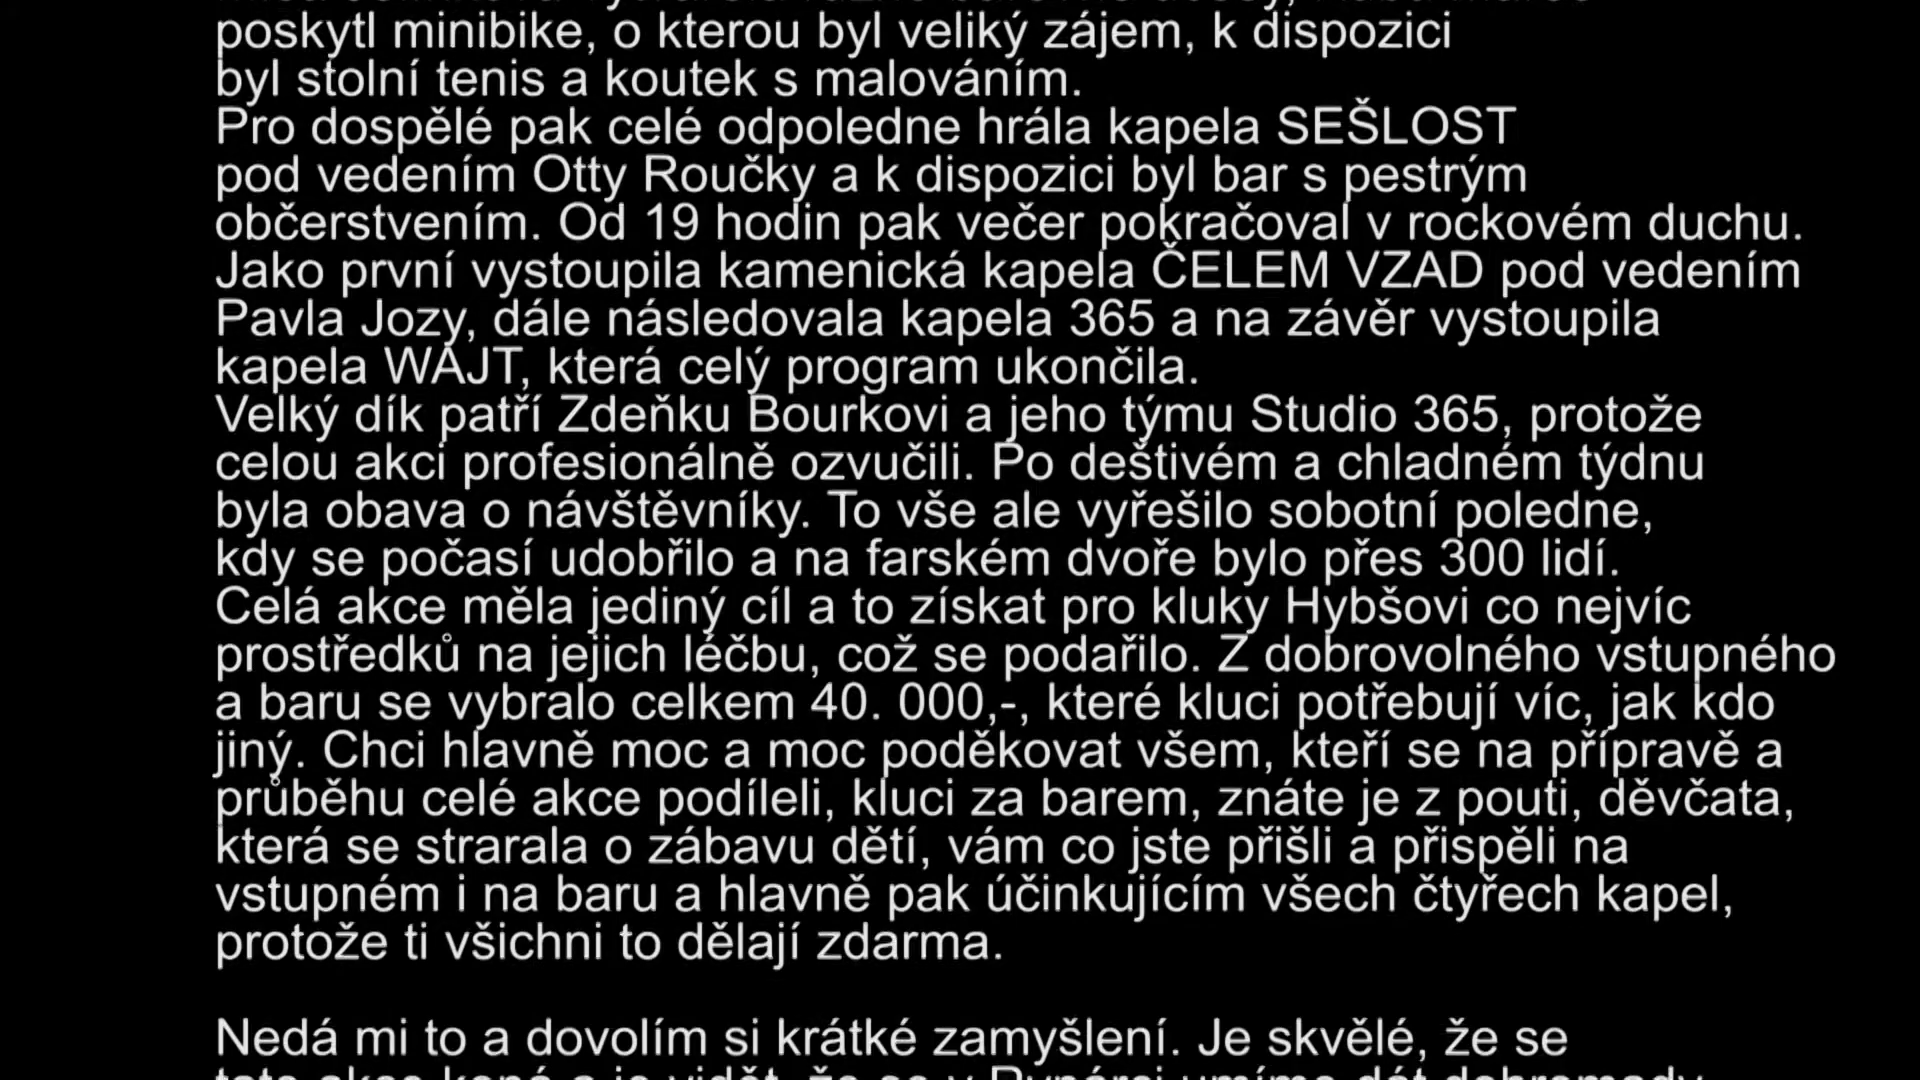 poskytl minibike, o kterou byl veliký zájem, k dispozici
byl stolní tenis a koutek s malováním.
Pro dospělé pak celé odpoledne hrála kapela SEŠLOST
pod vedením Otty Roučky a k dispozici byl bar s pestrým
občerstvením. Od 19 hodin pak večer pokračoval v rockovém duchu.
Jako první vystoupila kamenická kapela ČELEM VZAD pod vedením
Pavla Jozy, dále následovala kapela 365 a na závěr vystoupila
kapela WAJT, která celý program ukončila.
Velký dík patří Zdeňku Bourkovi a jeho týmu Studio 365, protože
celou akci profesionálně ozvučili. Po deštivém a chladném týdnu
byla obava o návštěvníky. To vše ale vyřešilo sobotní poledne,
kdy se počasí udobřilo a na farském dvoře bylo přes 300 lidí.
Celá akce měla jediný cíl a to získat pro kluky Hybšovi co nejvíc
prostředků na jejich léčbu, což se podařilo. Z dobrovolného vstupného
a baru se vybralo celkem 40. 000,-, které kluci potřebují víc, jak kdo
jiný. Chci hlavně moc a moc poděkovat všem, kteří se na přípravě a
průběhu celé akce podíleli, kluci za barem, znáte je z pouti, děvčata,
která se strarala o zábavu dětí, vám co jste přišli a přispěli na
vstupném i na baru a hlavně pak účinkujícím všech čtyřech kapel,
protože ti všichni to dělají zdarma.
Nedá mi to a dovolím si krátké zamyšlení. Je skvělé, že se